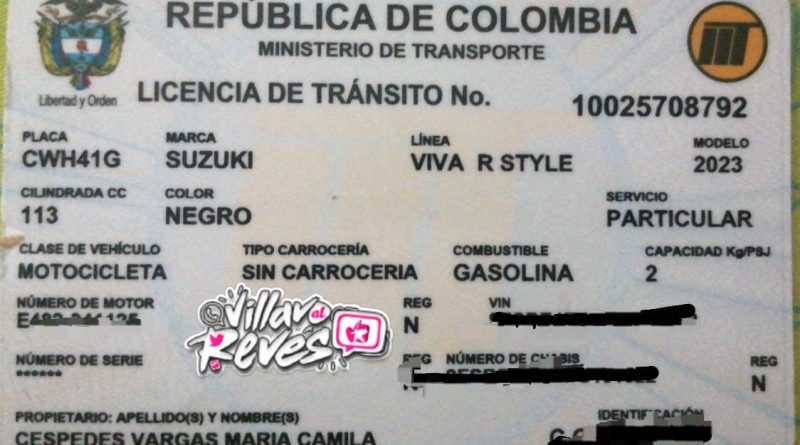 REPÚBLICA DE COLOMBIA
MINISTERIO DE TRANSPORTE
Libertad y Orden
LICENCIA DE TRÁNSITO No. 10025708792
PLACA MARCA LÍNEA MODELO
CWH41G SUZUKI VIVA R STYLE 2023
CILINDRADA CC COLOR SERVICIO
113 NEGRO PARTICULAR
CLASE DE VEHÍCULO TIPO CARROCERÍA COMBUSTIBLE CAPACIDAD Kg/PSJ
MOTOCICLETA SIN CARROCERIA GASOLINA 2
NÚMERO DE MOTOR REG VIN
N
Villavo al Revés
NÚMERO DE SERIE REG NÚMERO DE CHASIS REG
****** N
PROPIETARIO: APELLIDO(S) Y NOMBRE(S) IDENTIFICACIÓN
CESPEDES VARGAS MARIA CAMILA